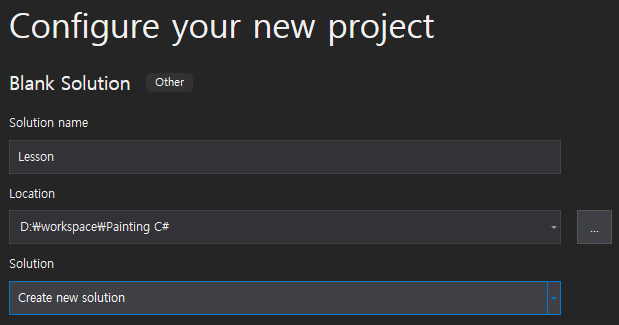 Configure your new project
Blank Solution Other
Solution name
Lesson
Location
D:₩workspace₩Painting C#
...
Solution
Create new solution